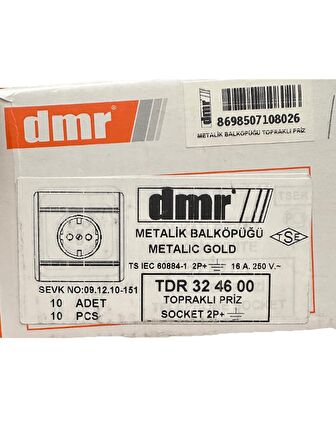 dmr
8698507108026
METALİK BALKÖPÜĞÜ TOPRAKLI PRİZ
dmr
METALİK BALKÖPÜĞÜ
METALIC GOLD
TSE
TS IEC 60884-1 2P+ 16 A. 250 V.~
SEVK NO:09.12.10-151
10 ADET
10 PCS
TDR 32 46 00
TOPRAKLI PRİZ
SOCKET 2P+